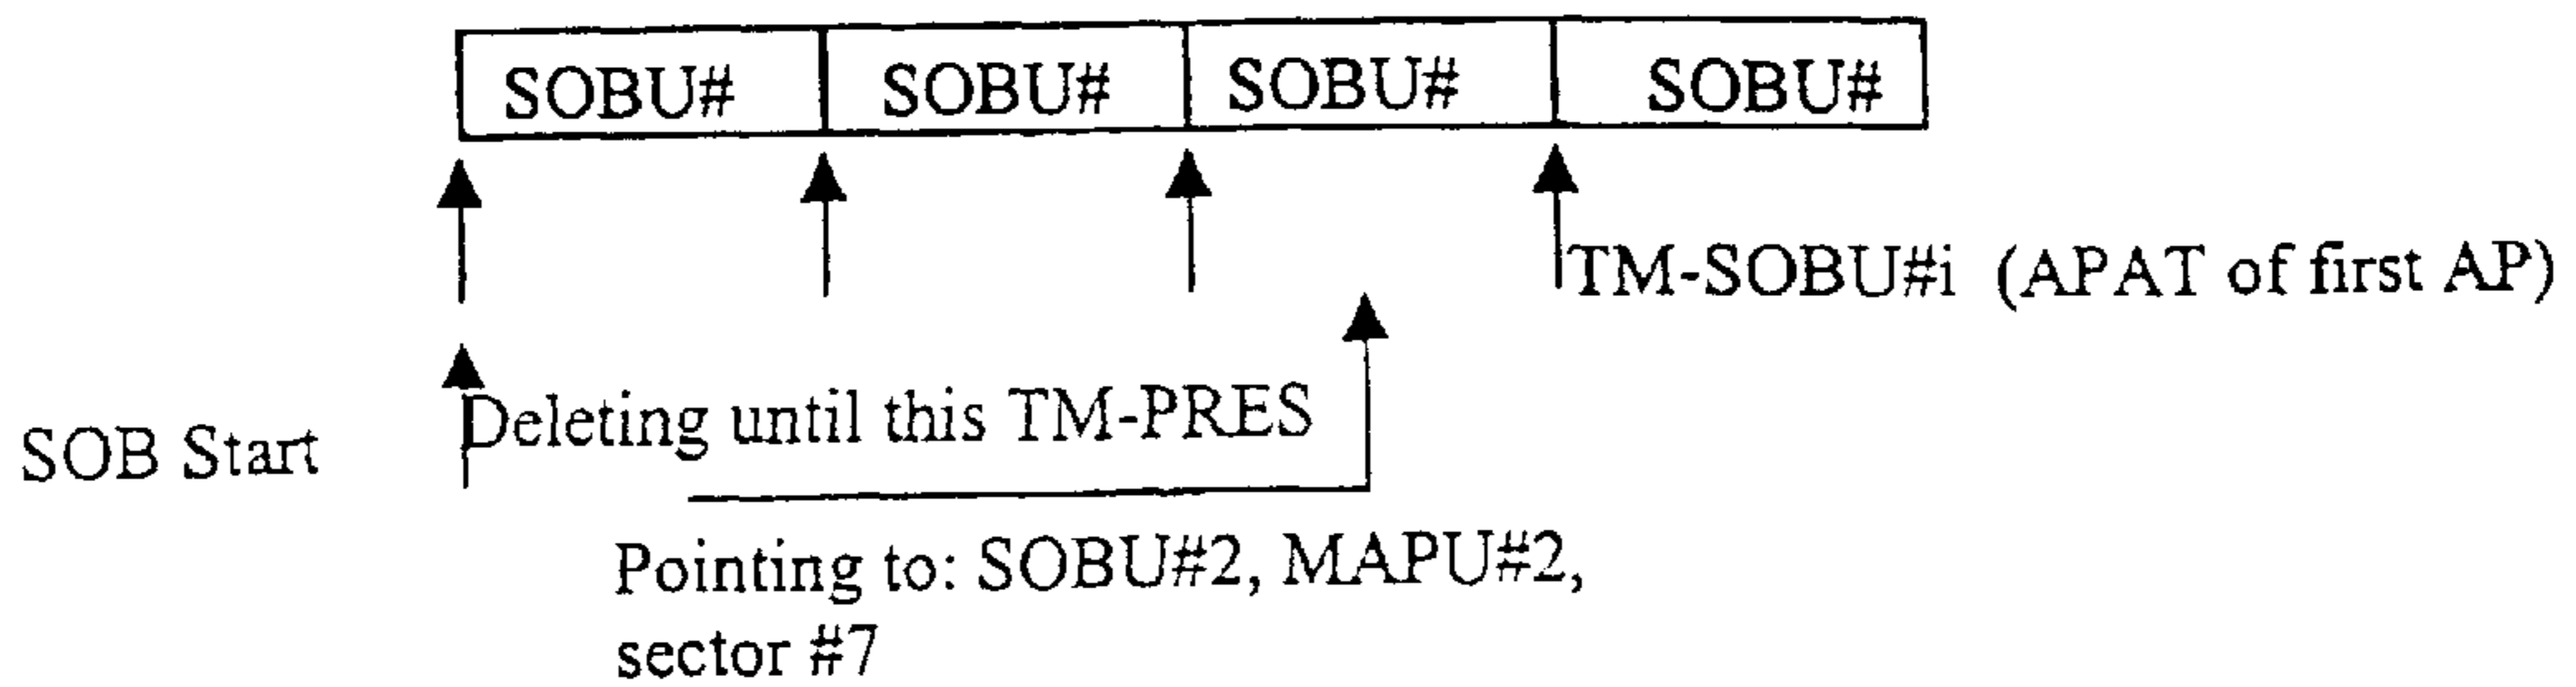 SOBU# SOBU# SOBU# SOBU#
TM-SOBU#i (APAT of first AP)
Deleting until this TM-PRES
SOB Start
Pointing to: SOBU#2, MAPU#2,
sector #7